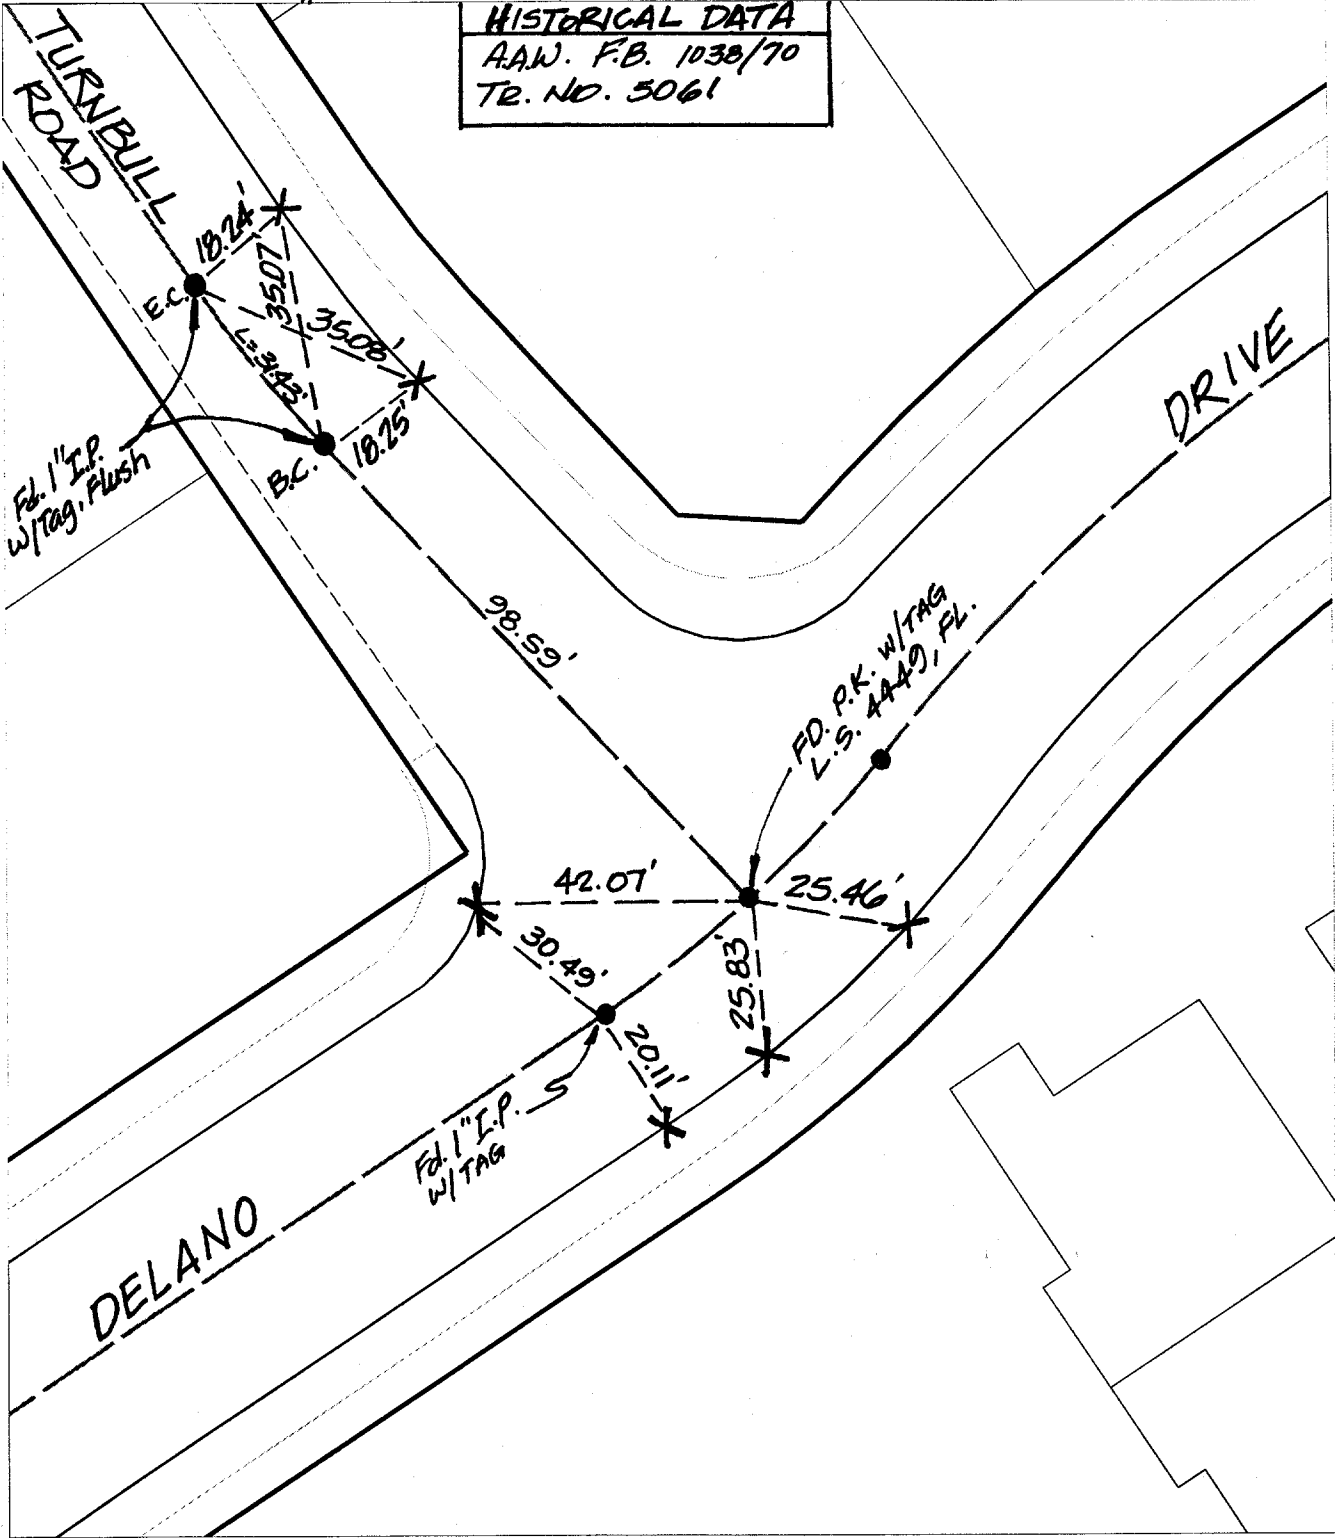 HISTORICAL DATA
A.A.W. F.B. 1038/70
TR. NO. 5061
TURNBULL
ROAD
18.24'
35.07'
E.C.
35.08'
L=31.43'
18.25'
B.C.
Fd. 1" I.P.
W/Tag, Flush
DRIVE
98.59'
FD. P.K. W/TAG
L.S. 4449, FL.
42.07'
25.46'
30.49'
25.83'
20.11'
Fd. 1" I.P.
W/ TAG
DELANO